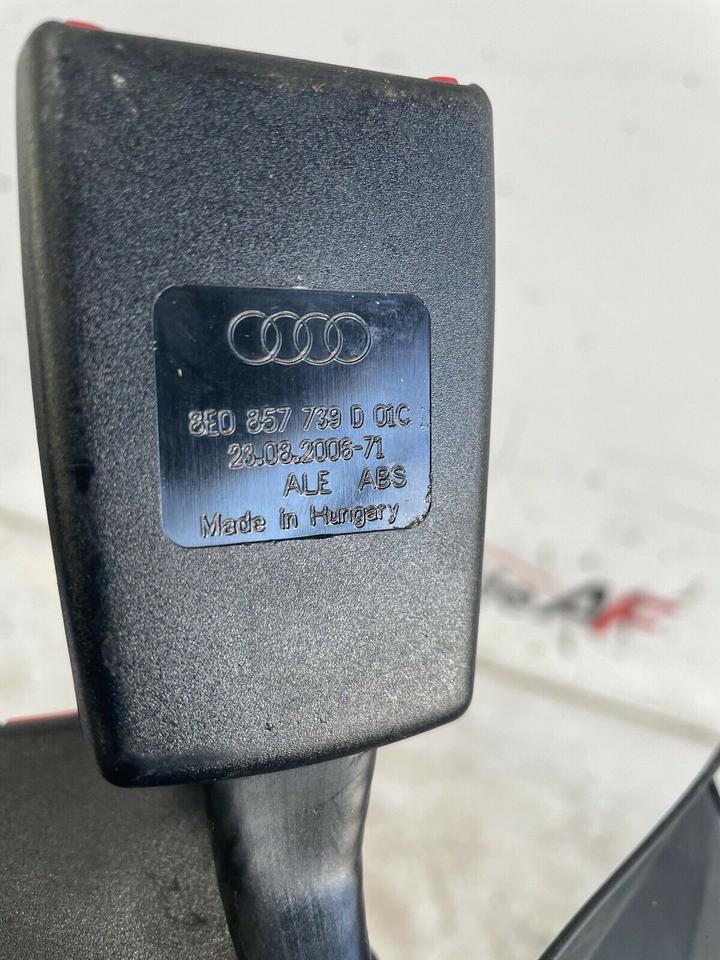 8E0 857 739 D 01C
23.08.2006-71
ALE ABS
Made in Hungary